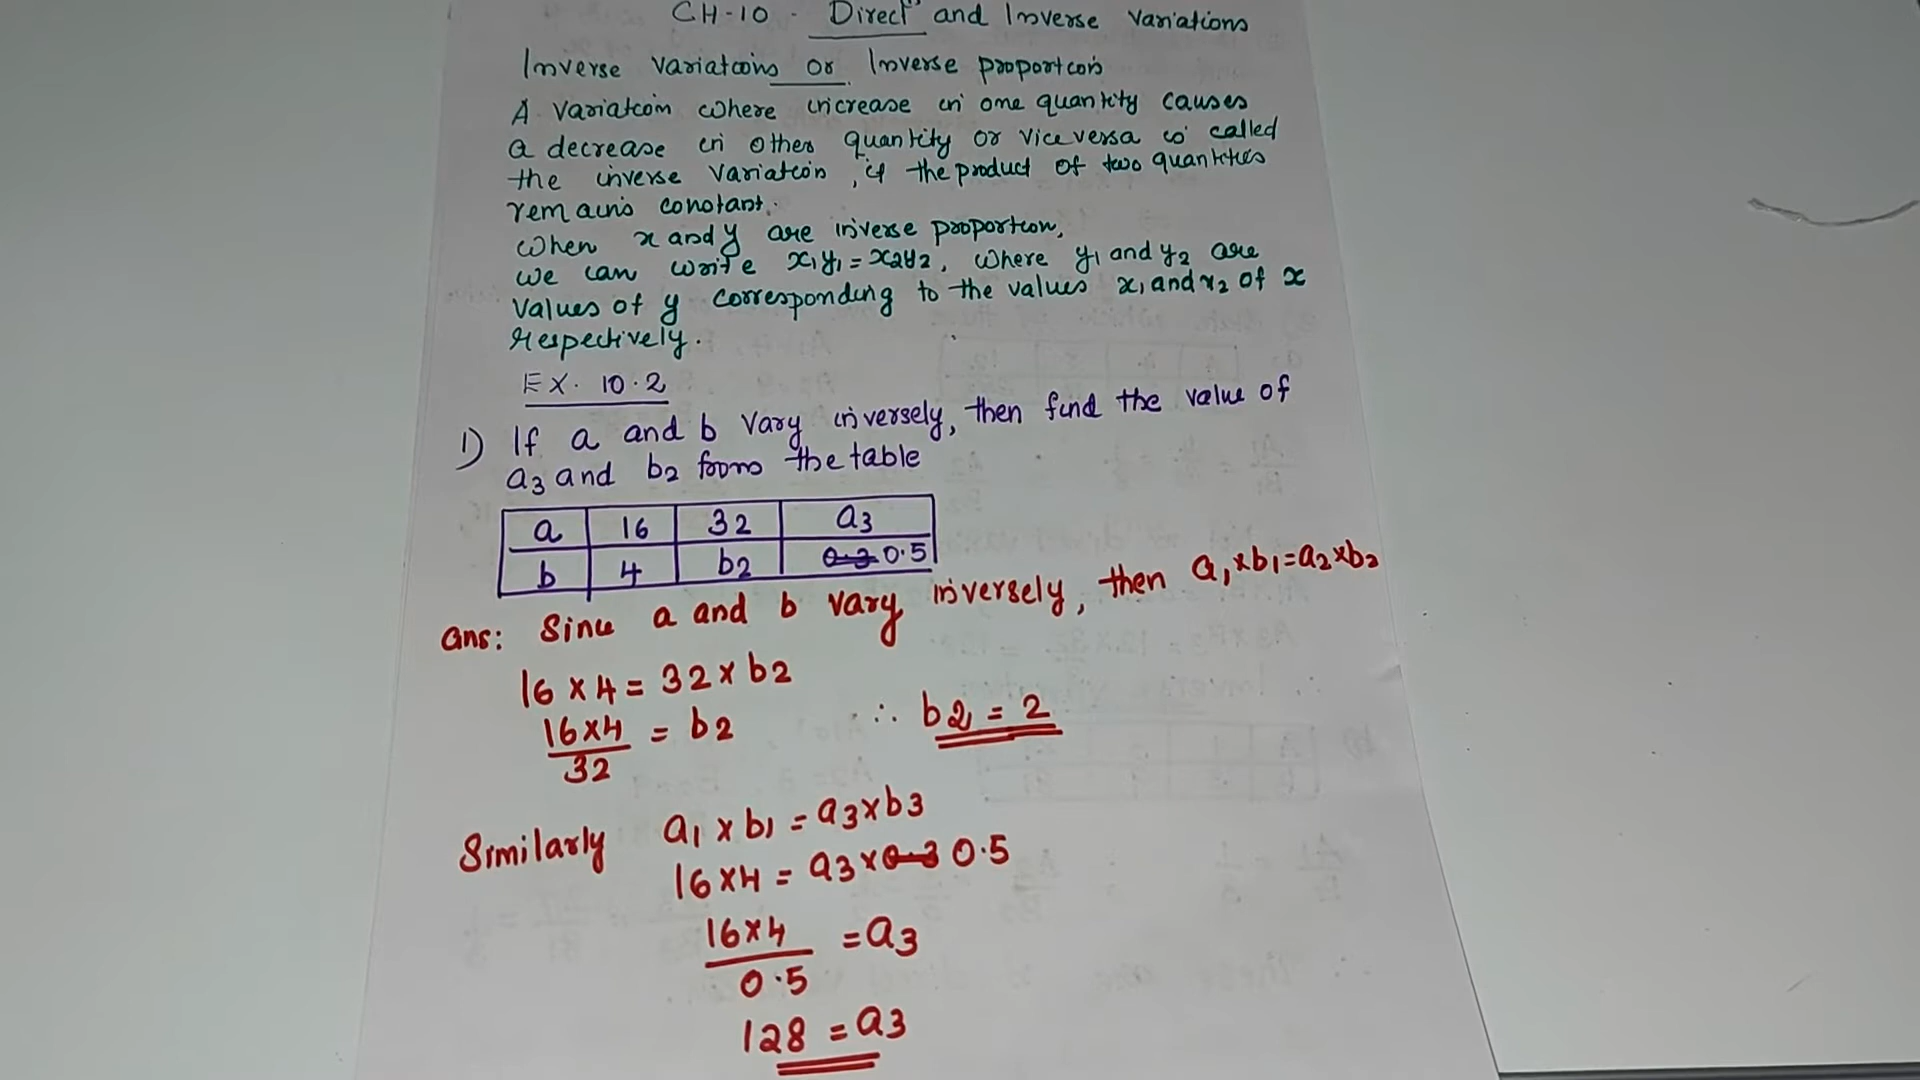 CH-10 - Direct and Inverse Variations
Inverse Variations or Inverse proportion
A variation where increase in one quantity causes
a decrease in other quantity or vice versa is called
the inverse variation, if the product of two quantities
remains constant.
When x and y are inverse proportion,
we can write x₁y₁ = x₂y₂, where y₁ and y₂ are
values of y corresponding to the values x₁ and x₂ of x
respectively.
EX. 10.2
1) If a and b vary inversely, then find the value of
a3 and b2 from the table
a 16 32 a3
b 4 b2 0.5
Ans: Since a and b vary inversely, then a₁×b₁=a₂×b₂
16 × 4 = 32 × b2
16×4/32 = b2 ∴ b2 = 2
Similarly a₁ × b₁ = a3×b3
16×4 = a3× 0.5
16×4/0.5 = a3
128 = a3